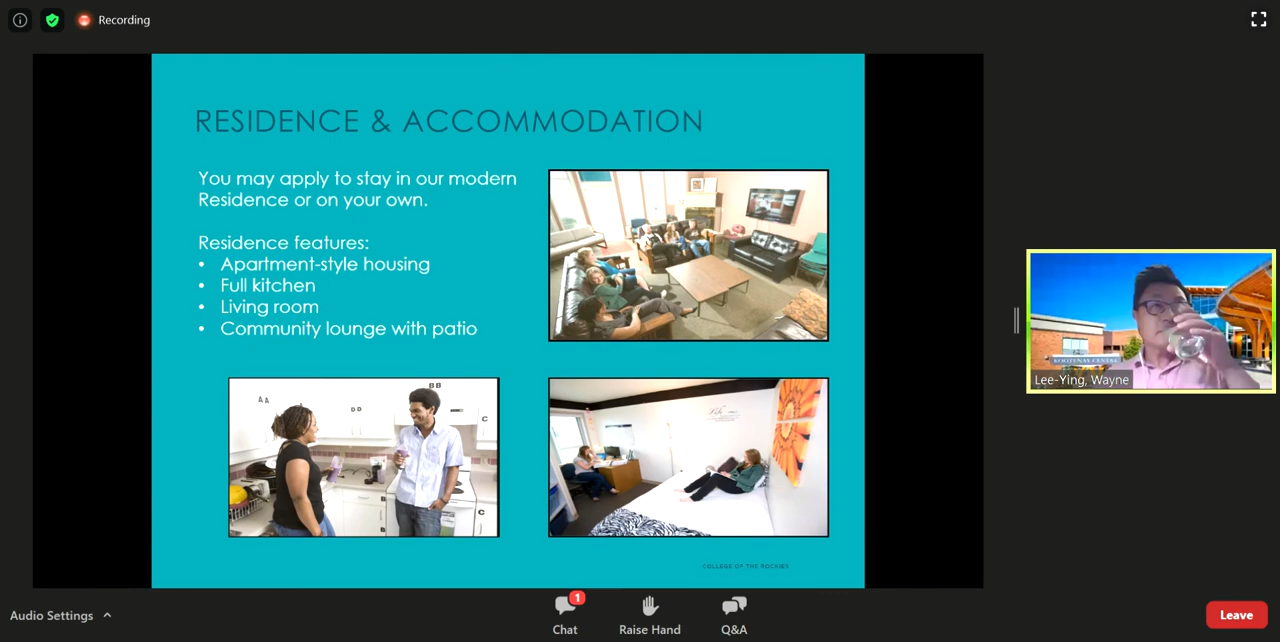 Recording
RESIDENCE & ACCOMMODATION
You may apply to stay in our modern
Residence or on your own.
Residence features:
• Apartment-style housing
• Full kitchen
• Living room
• Community lounge with patio
A A
B B
D D
C
B
B
C
Life
COLLEGE OF THE ROCKIES
KOOTENAY CENTRE
Lee-Ying, Wayne
Audio Settings
1
Chat
Raise Hand
Q&A
Leave